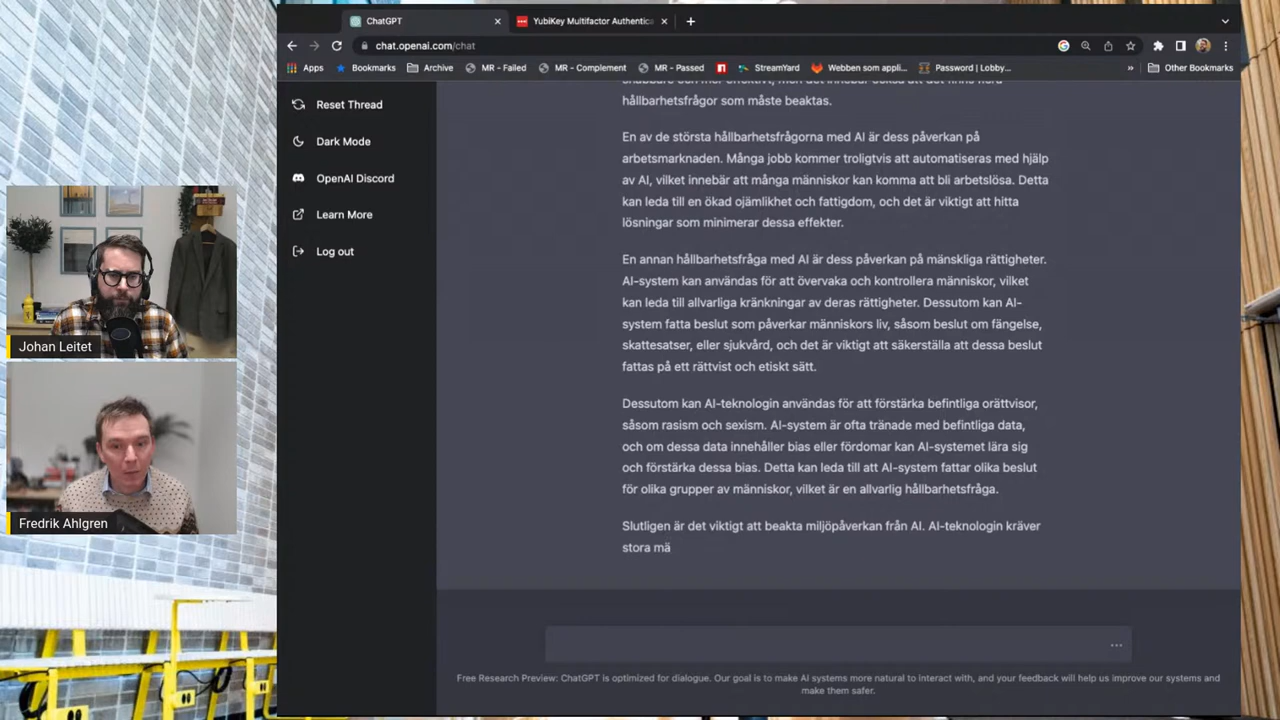 ChatGPT
YubiKey Multifactor Authentica
chat.openai.com/chat
Apps
Bookmarks
Archive
MR - Failed
MR - Complement
MR - Passed
StreamYard
Webben som appli...
Password | Lobby...
»
Other Bookmarks
Reset Thread
Dark Mode
OpenAI Discord
Learn More
Log out
hållbarhetsfrågor som måste beaktas.
En av de största hållbarhetsfrågorna med AI är dess påverkan på
arbetsmarknaden. Många jobb kommer troligtvis att automatiseras med hjälp
av AI, vilket innebär att många människor kan komma att bli arbetslösa. Detta
kan leda till en ökad ojämlikhet och fattigdom, och det är viktigt att hitta
lösningar som minimerar dessa effekter.
En annan hållbarhetsfråga med AI är dess påverkan på mänskliga rättigheter.
AI-system kan användas för att övervaka och kontrollera människor, vilket
kan leda till allvarliga kränkningar av deras rättigheter. Dessutom kan AI-
system fatta beslut som påverkar människors liv, såsom beslut om fängelse,
skattesatser, eller sjukvård, och det är viktigt att säkerställa att dessa beslut
fattas på ett rättvist och etiskt sätt.
Dessutom kan AI-teknologin användas för att förstärka befintliga orättvisor,
såsom rasism och sexism. AI-system är ofta tränade med befintliga data,
och om dessa data innehåller bias eller fördomar kan AI-systemet lära sig
och förstärka dessa bias. Detta kan leda till att AI-system fattar olika beslut
för olika grupper av människor, vilket är en allvarlig hållbarhetsfråga.
Slutligen är det viktigt att beakta miljöpåverkan från AI. AI-teknologin kräver
stora mä
Free Research Preview: ChatGPT is optimized for dialogue. Our goal is to make AI systems more natural to interact with, and your feedback will help us improve our systems and
make them safer.
Johan Leitet
Fredrik Ahlgren